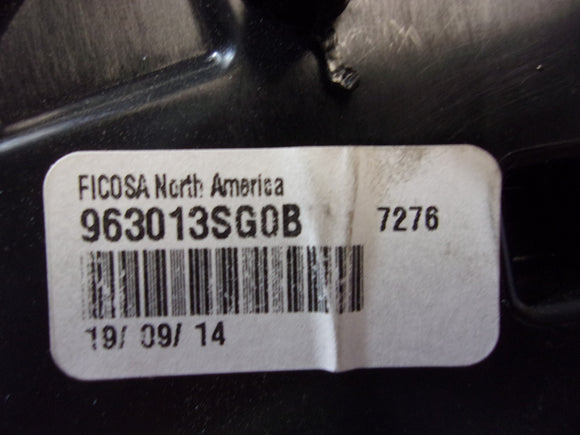 FICOSA North America
963013SG0B 7276
19/ 09/ 14